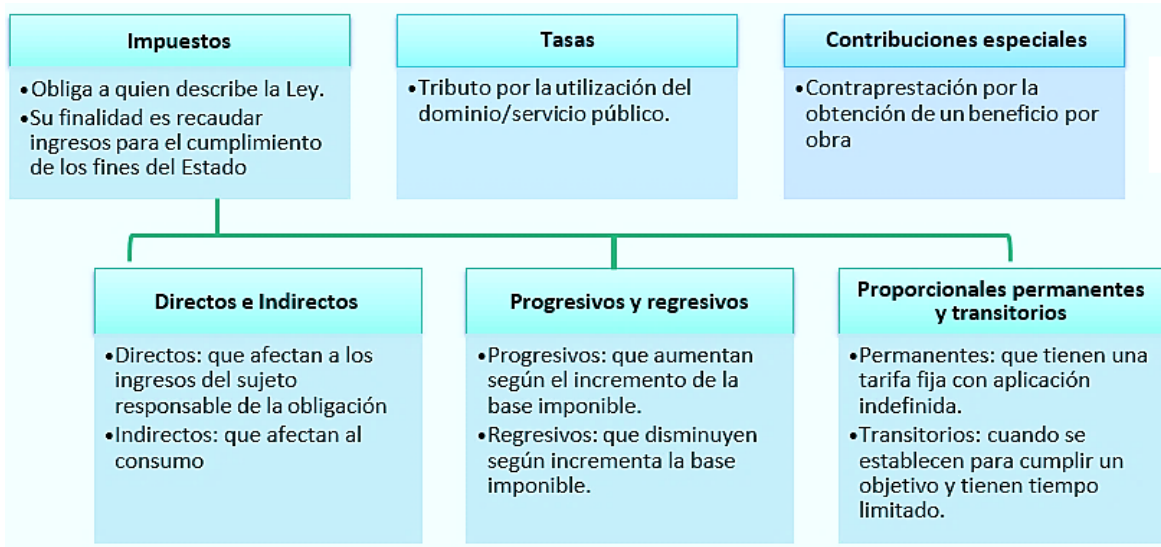 Impuestos
•Obliga a quien describe la Ley.
•Su finalidad es recaudar
ingresos para el cumplimiento
de los fines del Estado
Tasas
•Tributo por la utilización del
dominio/servicio público.
Contribuciones especiales
•Contraprestación por la
obtención de un beneficio por
obra
Directos e Indirectos
•Directos: que afectan a los
ingresos del sujeto
responsable de la obligación
•Indirectos: que afectan al
consumo
Progresivos y regresivos
•Progresivos: que aumentan
según el incremento de la
base imponible.
•Regresivos: que disminuyen
según incrementa la base
imponible.
Proporcionales permanentes
y transitorios
•Permanentes: que tienen una
tarifa fija con aplicación
indefinida.
•Transitorios: cuando se
establecen para cumplir un
objetivo y tienen tiempo
limitado.